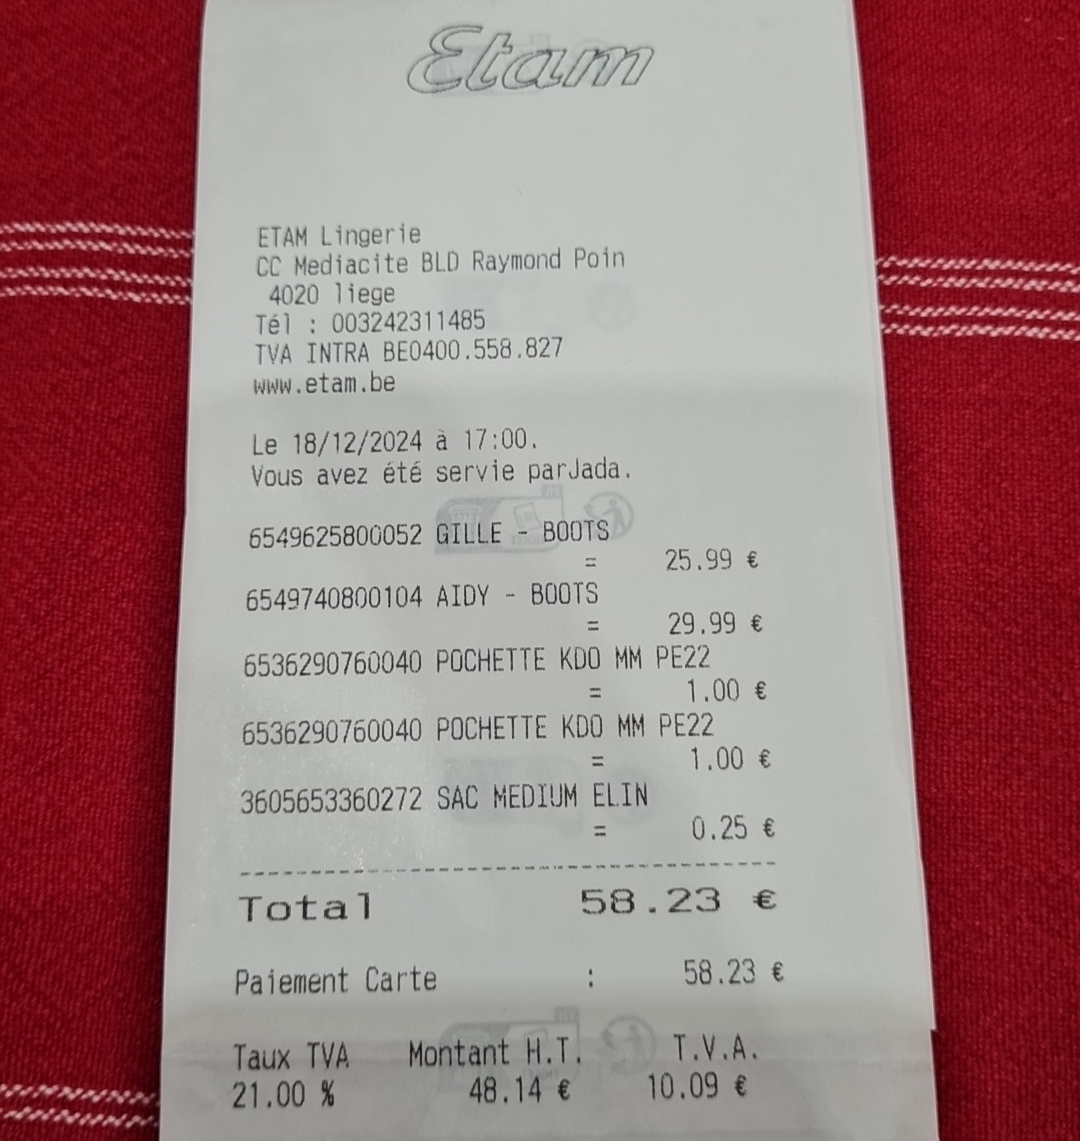 Etam
ETAM Lingerie
CC Mediacite BLD Raymond Poin
4020 liege
Tél : 003242311485
TVA INTRA BE0400.558.827
www.etam.be
Le 18/12/2024 à 17:00.
Vous avez été servie parJada.
6549625800052 GILLE - BOOTS
= 25.99 €
6549740800104 AIDY - BOOTS
= 29.99 €
6536290760040 POCHETTE KDO MM PE22
= 1.00 €
6536290760040 POCHETTE KDO MM PE22
= 1.00 €
3605653360272 SAC MEDIUM ELIN
= 0.25 €
Total 58.23 €
Paiement Carte : 58.23 €
Taux TVA Montant H.T. T.V.A.
21.00 % 48.14 € 10.09 €